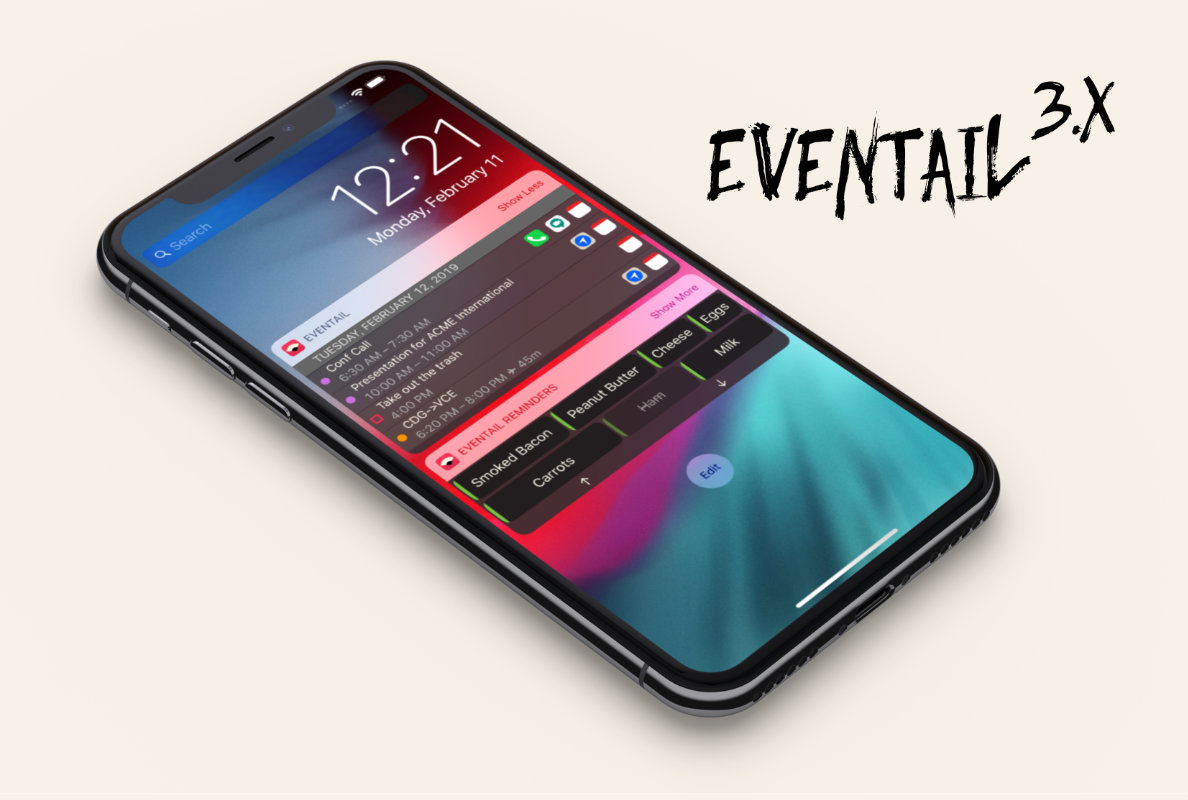 EVENTAIL 3.X
12:21
Monday, February 11
Search
EVENTAIL
Show Less
TUESDAY, FEBRUARY 12, 2019
Conf Call
6:30 AM – 7:30 AM
Presentation for ACME International
10:00 AM – 11:00 AM
Take out the trash
4:00 PM
CDG->VCE
6:20 PM – 8:00 PM ✈ 45m
EVENTAIL REMINDERS
Show More
Smoked Bacon
Peanut Butter
Cheese
Eggs
Carrots
Ham
Milk
↑
↓
Edit